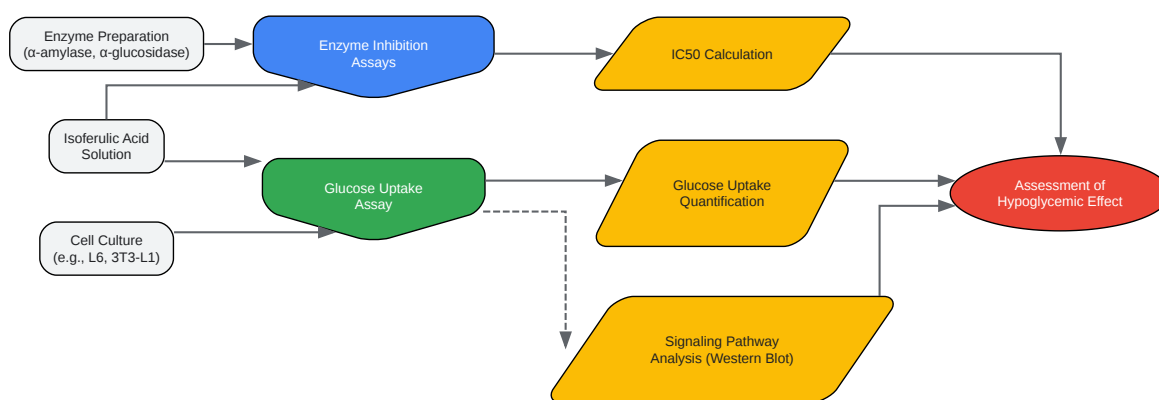 Enzyme Preparation
(α-amylase, α-glucosidase)
Enzyme Inhibition
Assays
IC50 Calculation
Isoferulic Acid
Solution
Glucose Uptake
Assay
Glucose Uptake
Quantification
Assessment of
Hypoglycemic Effect
Cell Culture
(e.g., L6, 3T3-L1)
Signaling Pathway
Analysis (Western Blot)